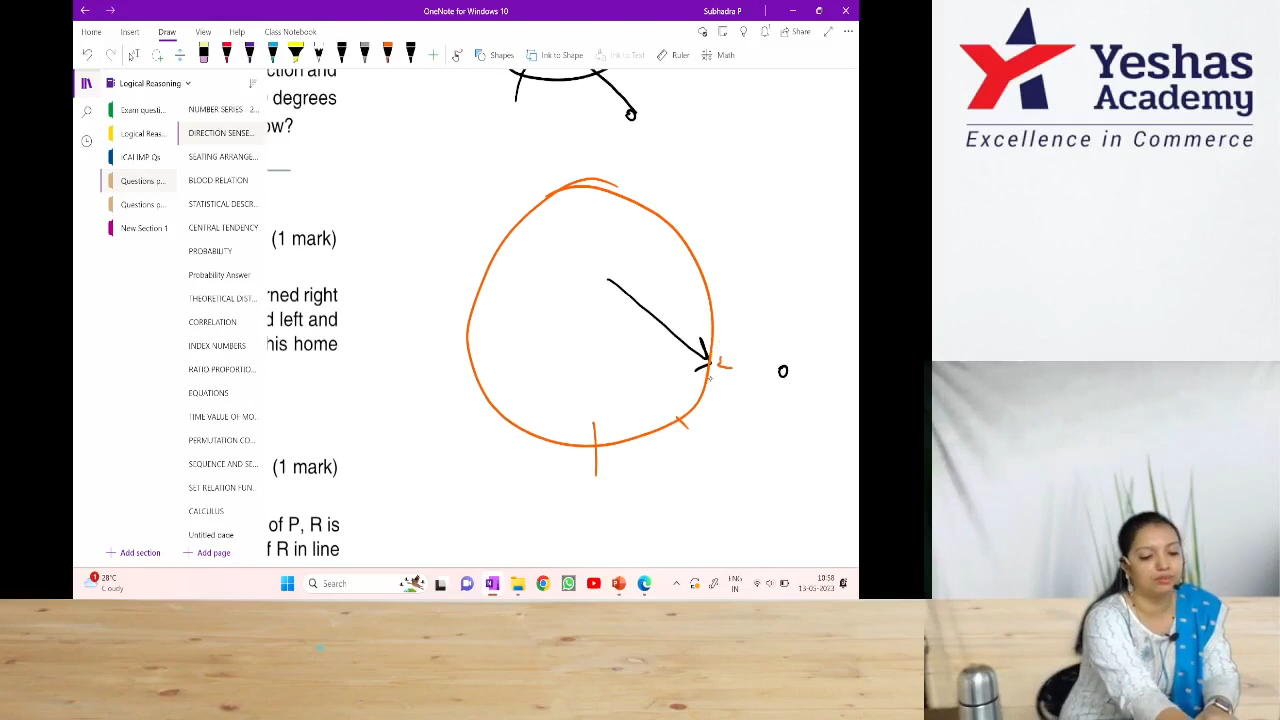 OneNote for Windows 10
Subhadra P
Home
Insert
Draw
View
Help
Class Notebook
Share
Shapes
Ink to Shape
Ink to Text
Ruler
Math
Logical Reasoning
Exam questi...
Logical Reas...
ICAI IMP Qs
Questions p...
Questions p...
New Section 1
NUMBER SERIES - 2...
DIRECTION SENSE...
SEATING ARRANGE...
BLOOD RELATION
STATISTICAL DESCR...
CENTRAL TENDENCY
PROBABILITY
Probability Answer
THEORETICAL DIST...
CORRELATION
INDEX NUMBERS
RATIO PROPORTIO...
EQUATIONS
TIME VALUE OF MO...
PERMUTATION CO...
SEQUENCE AND SE...
SET RELATION FUN...
CALCULUS
Untitled page
Add section
Add page
ction and
degrees
ow?
(1 mark)
rned right
d left and
his home
(1 mark)
of P, R is
f R in line
28°C
Cloudy
Search
ENG
IN
10:58
13-05-2023
Yeshas
Academy
Excellence in Commerce